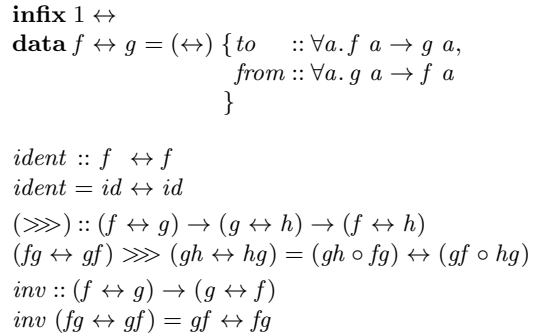 infix 1 ↔
data f ↔ g = (↔) { to :: ∀a. f a → g a,
from :: ∀a. g a → f a
}
ident :: f ↔ f
ident = id ↔ id
(⋙) :: (f ↔ g) → (g ↔ h) → (f ↔ h)
(fg ↔ gf) ⋙ (gh ↔ hg) = (gh ∘ fg) ↔ (gf ∘ hg)
inv :: (f ↔ g) → (g ↔ f)
inv (fg ↔ gf) = gf ↔ fg